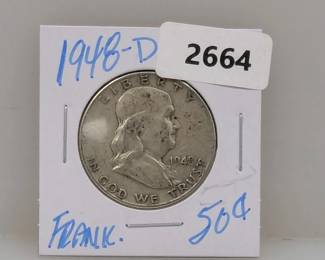 1948-D
2664
LIBERTY
1948
IN GOD WE TRUST
FRANK.
50¢